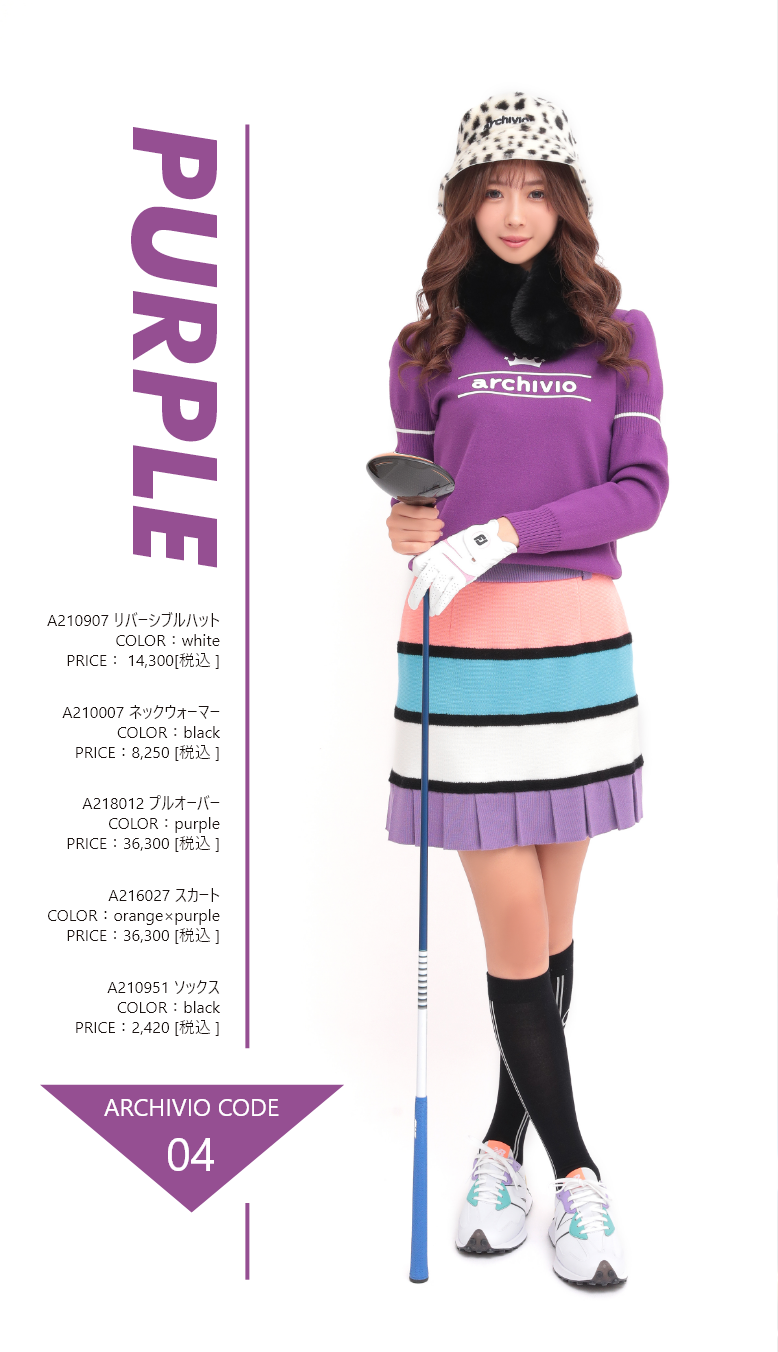 PURPLE
A210907 リバーシブルハット
COLOR：white
PRICE： 14,300[税込 ]
A210007 ネックウォーマー
COLOR：black
PRICE：8,250 [税込 ]
A218012 プルオーバー
COLOR：purple
PRICE：36,300 [税込 ]
A216027 スカート
COLOR：orange×purple
PRICE：36,300 [税込 ]
A210951 ソックス
COLOR：black
PRICE：2,420 [税込 ]
ARCHIVIO CODE
04
archivio
archivio
FJ